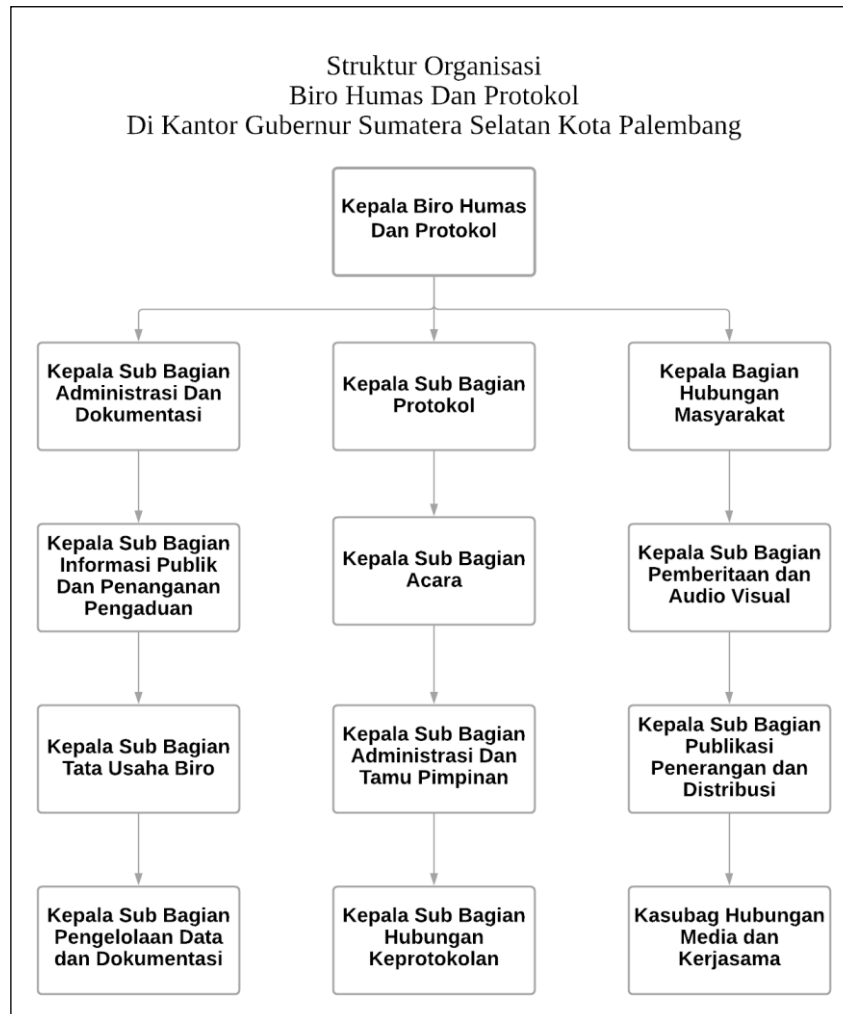 Struktur Organisasi
Biro Humas Dan Protokol
Di Kantor Gubernur Sumatera Selatan Kota Palembang
Kepala Biro Humas
Dan Protokol
Kepala Sub Bagian
Administrasi Dan
Dokumentasi
Kepala Sub Bagian
Protokol
Kepala Bagian
Hubungan
Masyarakat
Kepala Sub Bagian
Informasi Publik
Dan Penanganan
Pengaduan
Kepala Sub Bagian
Acara
Kepala Sub Bagian
Pemberitaan dan
Audio Visual
Kepala Sub Bagian
Tata Usaha Biro
Kepala Sub Bagian
Administrasi Dan
Tamu Pimpinan
Kepala Sub Bagian
Publikasi
Penerangan dan
Distribusi
Kepala Sub Bagian
Pengelolaan Data
dan Dokumentasi
Kepala Sub Bagian
Hubungan
Keprotokolan
Kasubag Hubungan
Media dan
Kerjasama